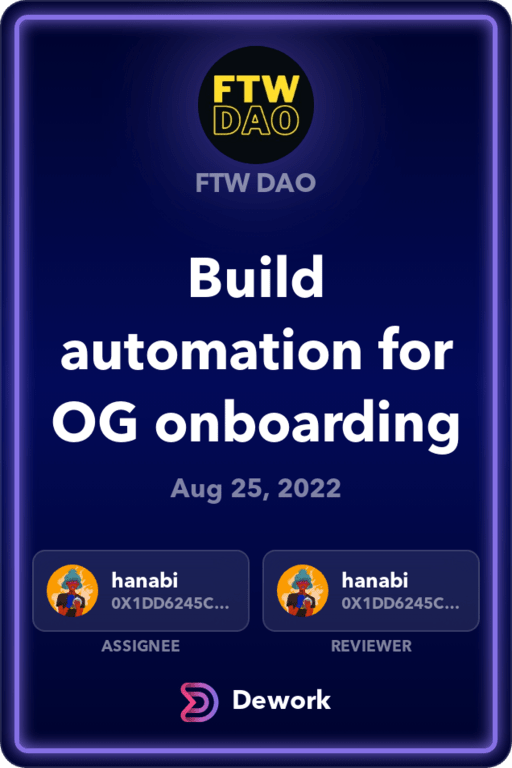 FTW
DAO
FTW DAO
Build
automation for
OG onboarding
Aug 25, 2022
hanabi
0X1DD6245C...
hanabi
0X1DD6245C...
ASSIGNEE
REVIEWER
Dework